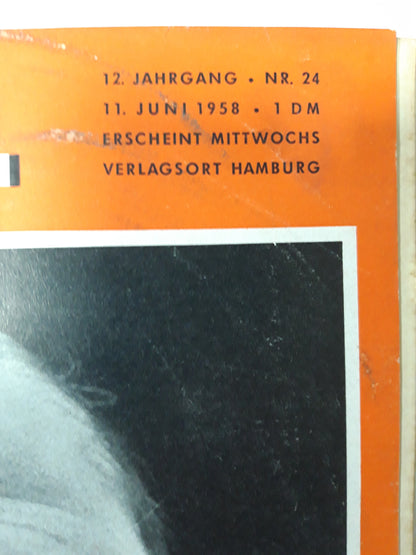 12. JAHRGANG • NR. 24
11. JUNI 1958 • 1 DM
ERSCHEINT MITTWOCHS
VERLAGSORT HAMBURG